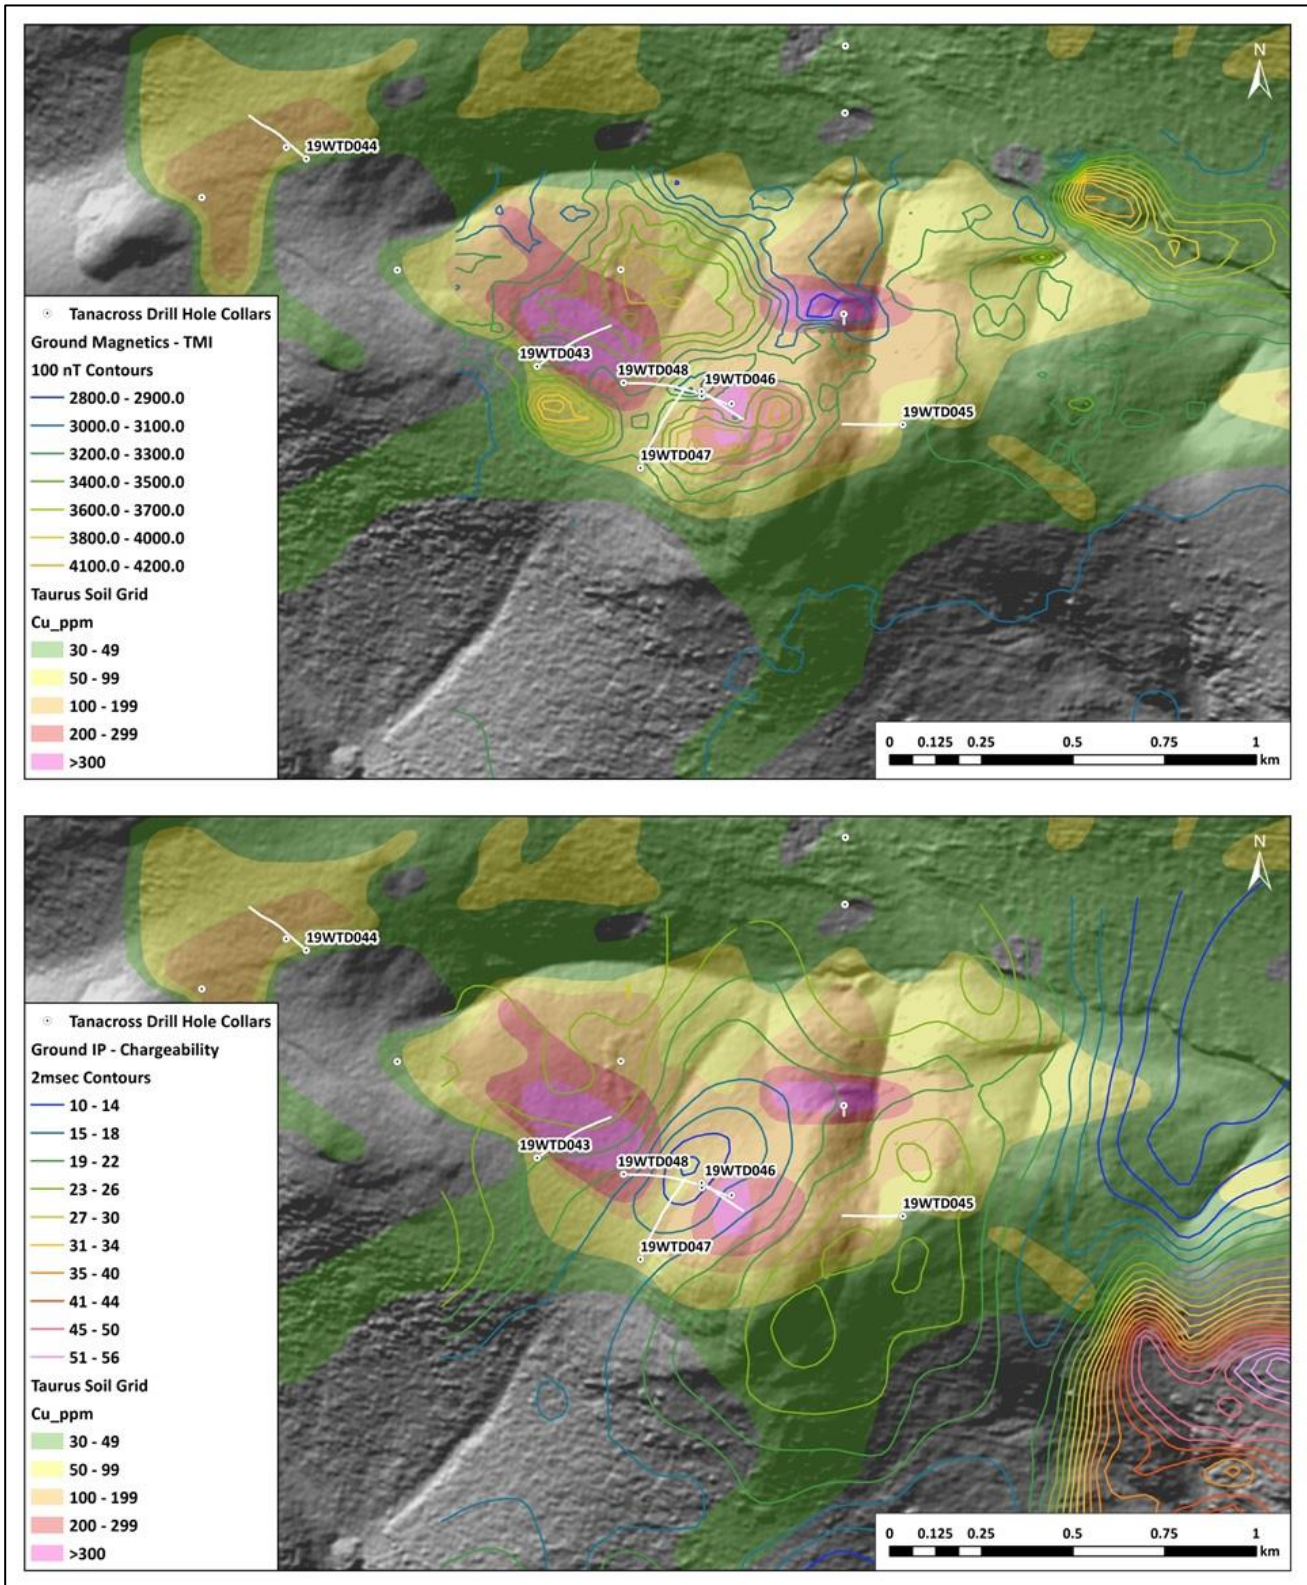 N
19WTD044
19WTD043
19WTD048
19WTD046
19WTD045
19WTD047
Tanacross Drill Hole Collars
Ground Magnetics - TMI
100 nT Contours
2800.0 - 2900.0
3000.0 - 3100.0
3200.0 - 3300.0
3400.0 - 3500.0
3600.0 - 3700.0
3800.0 - 4000.0
4100.0 - 4200.0
Taurus Soil Grid
Cu_ppm
30 - 49
50 - 99
100 - 199
200 - 299
>300
0 0.125 0.25 0.5 0.75 1
km
N
19WTD044
19WTD043
19WTD048
19WTD046
19WTD045
19WTD047
Tanacross Drill Hole Collars
Ground IP - Chargeability
2msec Contours
10 - 14
15 - 18
19 - 22
23 - 26
27 - 30
31 - 34
35 - 40
41 - 44
45 - 50
51 - 56
Taurus Soil Grid
Cu_ppm
30 - 49
50 - 99
100 - 199
200 - 299
>300
0 0.125 0.25 0.5 0.75 1
km